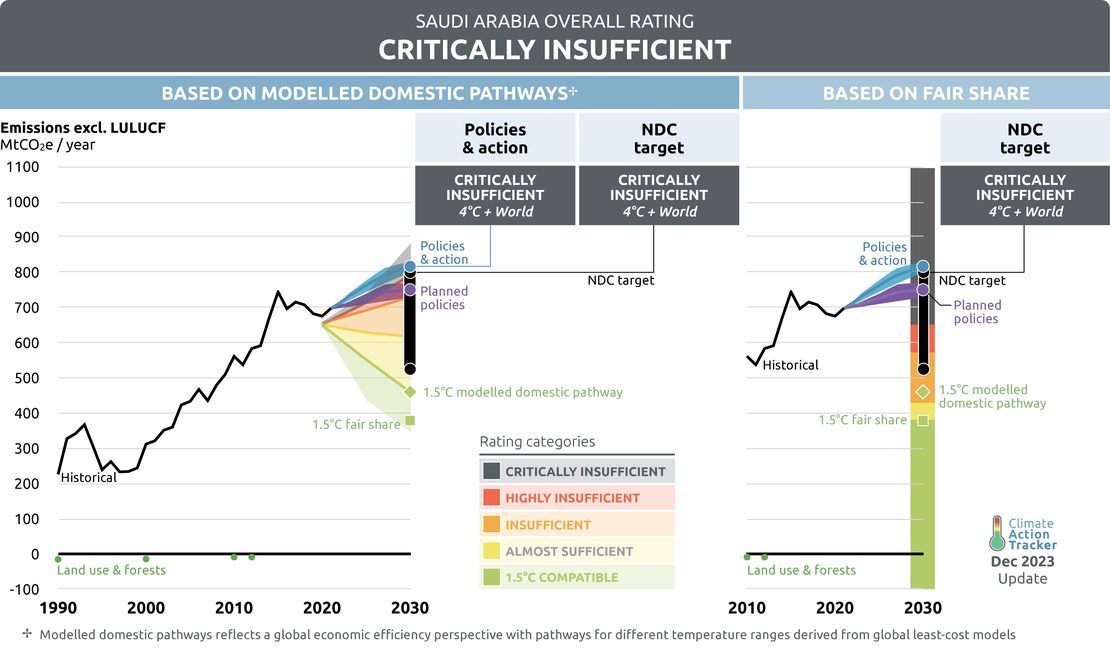 SAUDI ARABIA OVERALL RATING
CRITICALLY INSUFFICIENT
BASED ON MODELLED DOMESTIC PATHWAYS✢
BASED ON FAIR SHARE
Emissions excl. LULUCF
MtCO₂e / year
Policies
& action
NDC
target
NDC
target
CRITICALLY
INSUFFICIENT
4°C + World
CRITICALLY
INSUFFICIENT
4°C + World
CRITICALLY
INSUFFICIENT
4°C + World
1100
1000
900
800
700
600
500
400
300
200
100
0
-100
Policies
& action
NDC target
Planned
policies
1.5°C modelled domestic pathway
1.5°C fair share
Historical
Land use & forests
1990
2000
2010
2020
2030
Rating categories
CRITICALLY INSUFFICIENT
HIGHLY INSUFFICIENT
INSUFFICIENT
ALMOST SUFFICIENT
1.5°C COMPATIBLE
Policies
& action
NDC target
Planned
policies
Historical
1.5°C modelled
domestic pathway
1.5°C fair share
Land use & forests
2010
2020
2030
Climate
Action
Tracker
Dec 2023
Update
✢ Modelled domestic pathways reflects a global economic efficiency perspective with pathways for different temperature ranges derived from global least-cost models